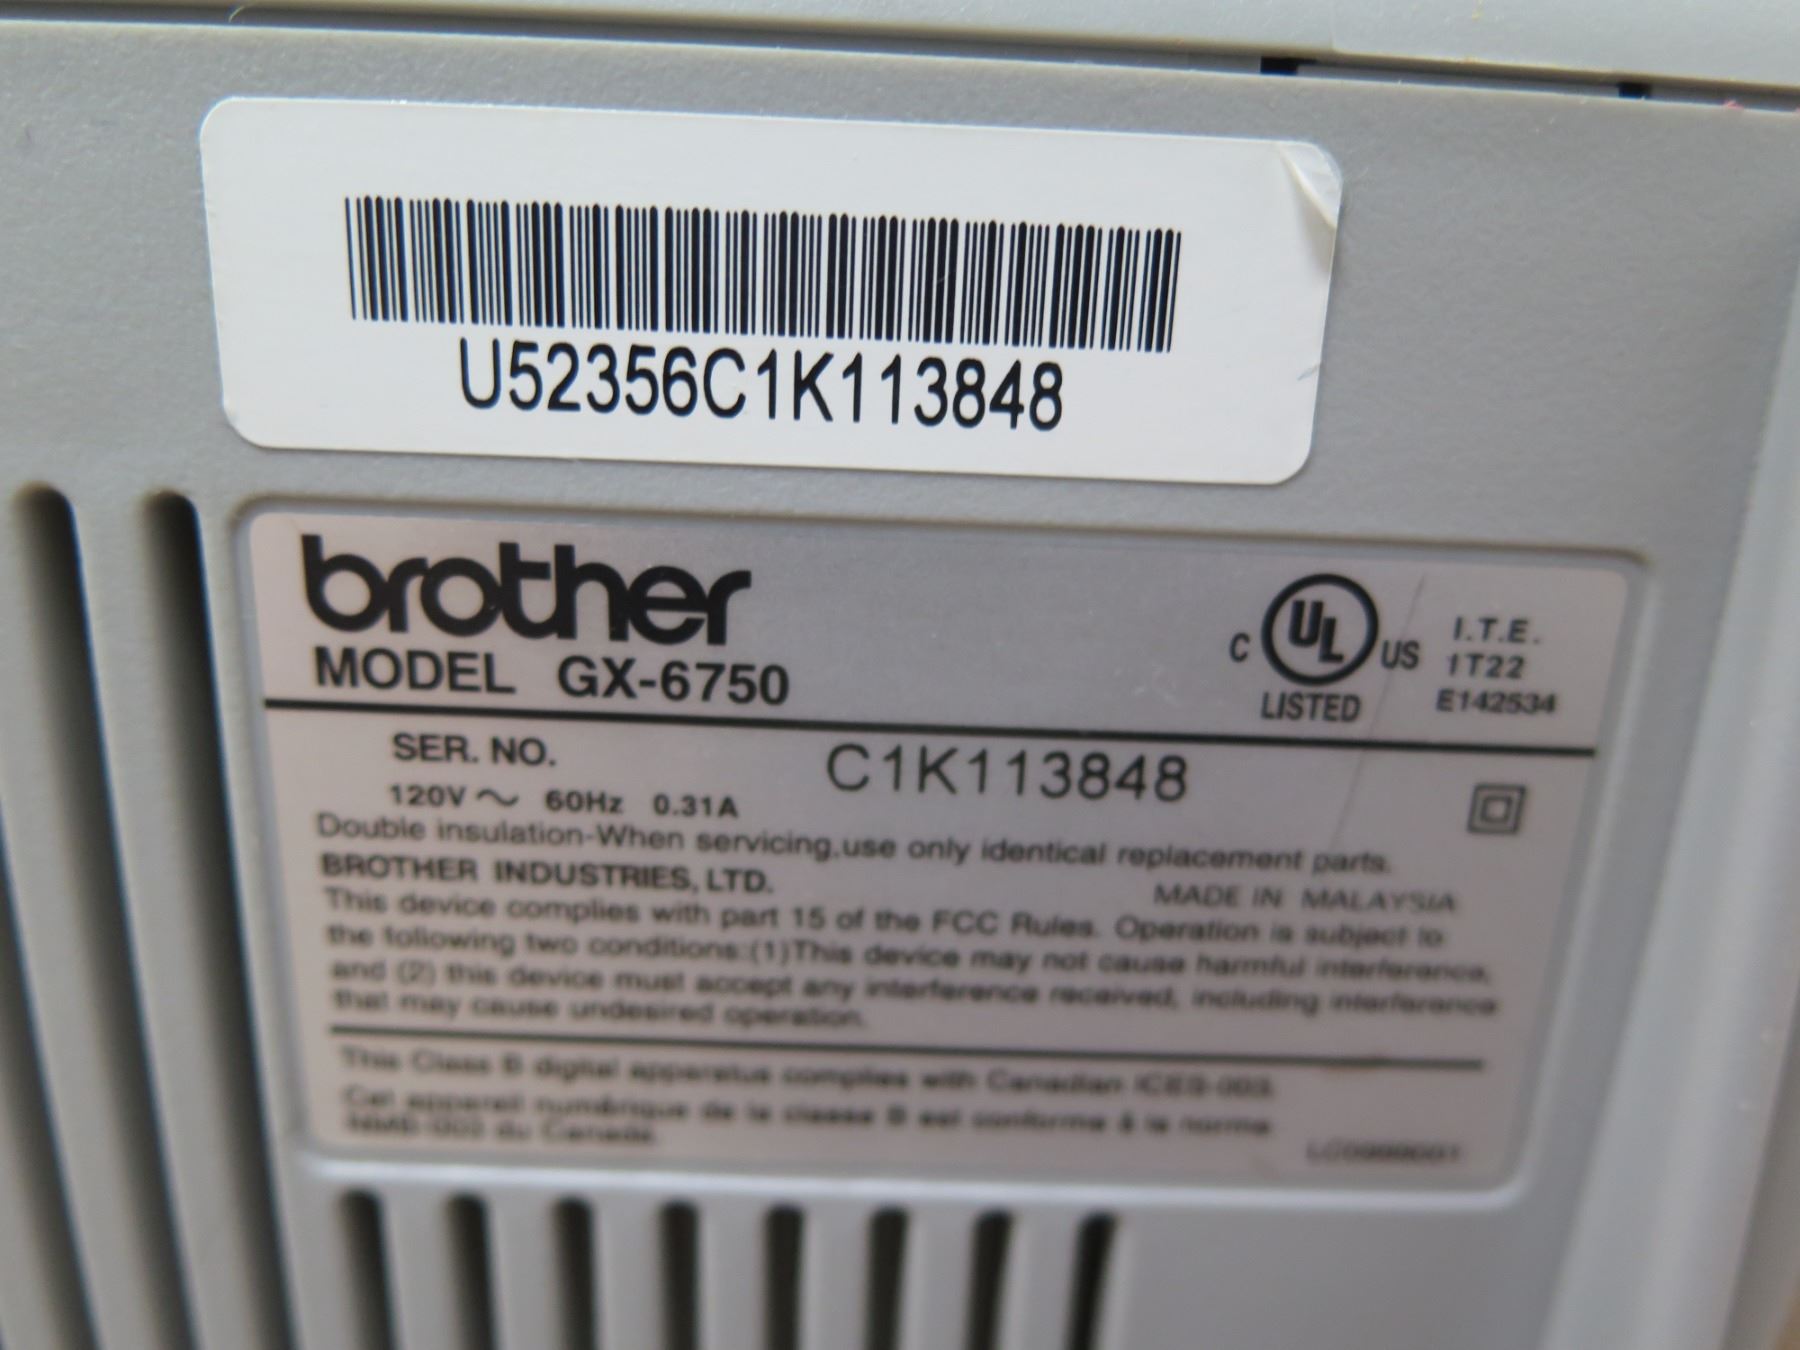 U52356C1K113848
brother
MODEL GX-6750
C UL US
LISTED
I.T.E.
1T22
E142534
SER. NO. C1K113848
120V ~ 60Hz 0.31A
Double insulation-When servicing,use only identical replacement parts.
BROTHER INDUSTRIES, LTD. MADE IN MALAYSIA
This device complies with part 15 of the FCC Rules. Operation is subject to
the following two conditions:(1)This device may not cause harmful interference,
and (2) this device must accept any interference received, including interference
that may cause undesired operation.
This Class B digital apparatus complies with Canadian ICES-003.
Cet appareil numérique de la classe B est conforme à la norme
NMB-003 du Canada.